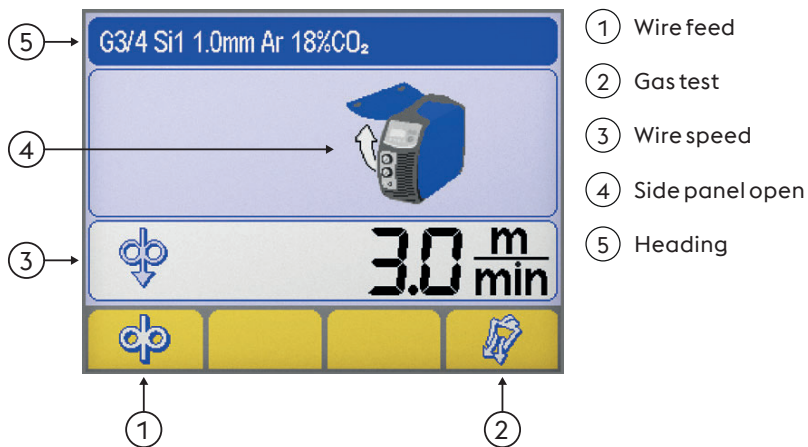 5
G3/4 Si1 1.0mm Ar 18%CO₂
4
3
3.0 m/min
1
2
1 Wire feed
2 Gas test
3 Wire speed
4 Side panel open
5 Heading